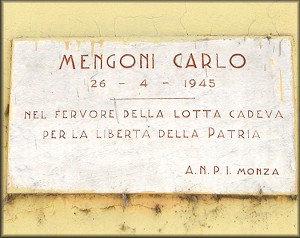 MENGONI CARLO
26 - 4 - 1945
NEL FERVORE DELLA LOTTA CADEVA
PER LA LIBERTÀ DELLA PATRIA
A.N.P.I. MONZA